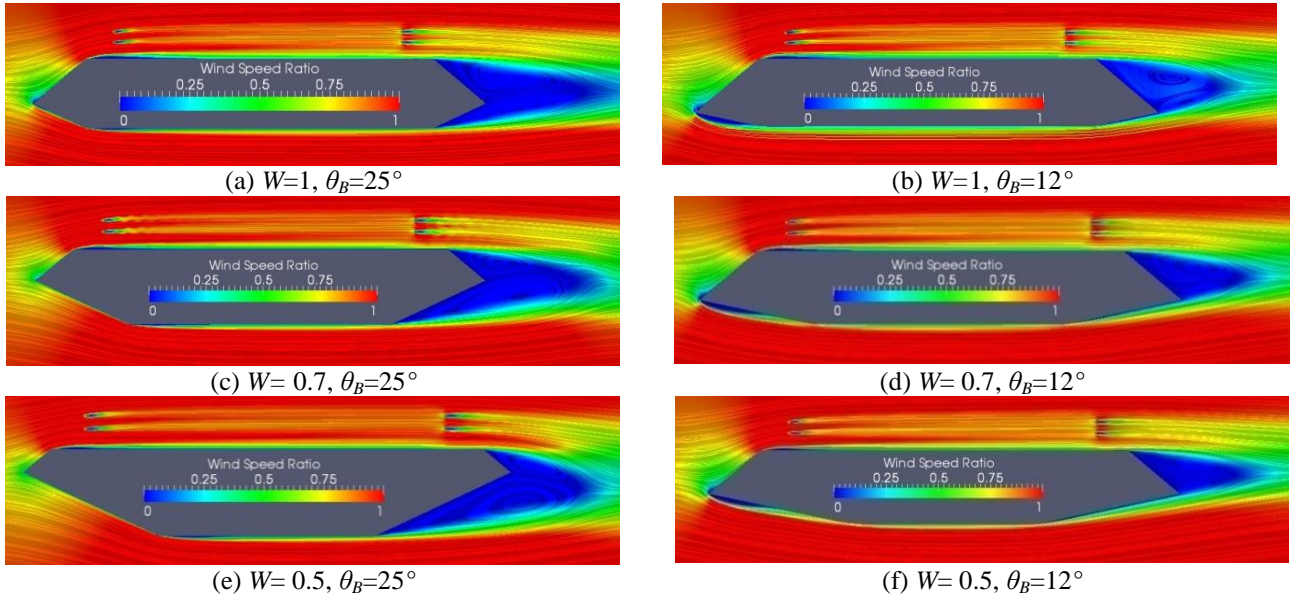 Wind Speed Ratio
0.25 0.75
0 0.5 1
Wind Speed Ratio
0.25 0.75
0 0.5 1
(a) W=1, θB=25°
(b) W=1, θB=12°
Wind Speed Ratio
0.25 0.75
0 0.5 1
Wind Speed Ratio
0.25 0.75
0 0.5 1
(c) W= 0.7, θB=25°
(d) W= 0.7, θB=12°
Wind Speed Ratio
0.25 0.75
0 0.5 1
Wind Speed Ratio
0.25 0.75
0 0.5 1
(e) W= 0.5, θB=25°
(f) W= 0.5, θB=12°